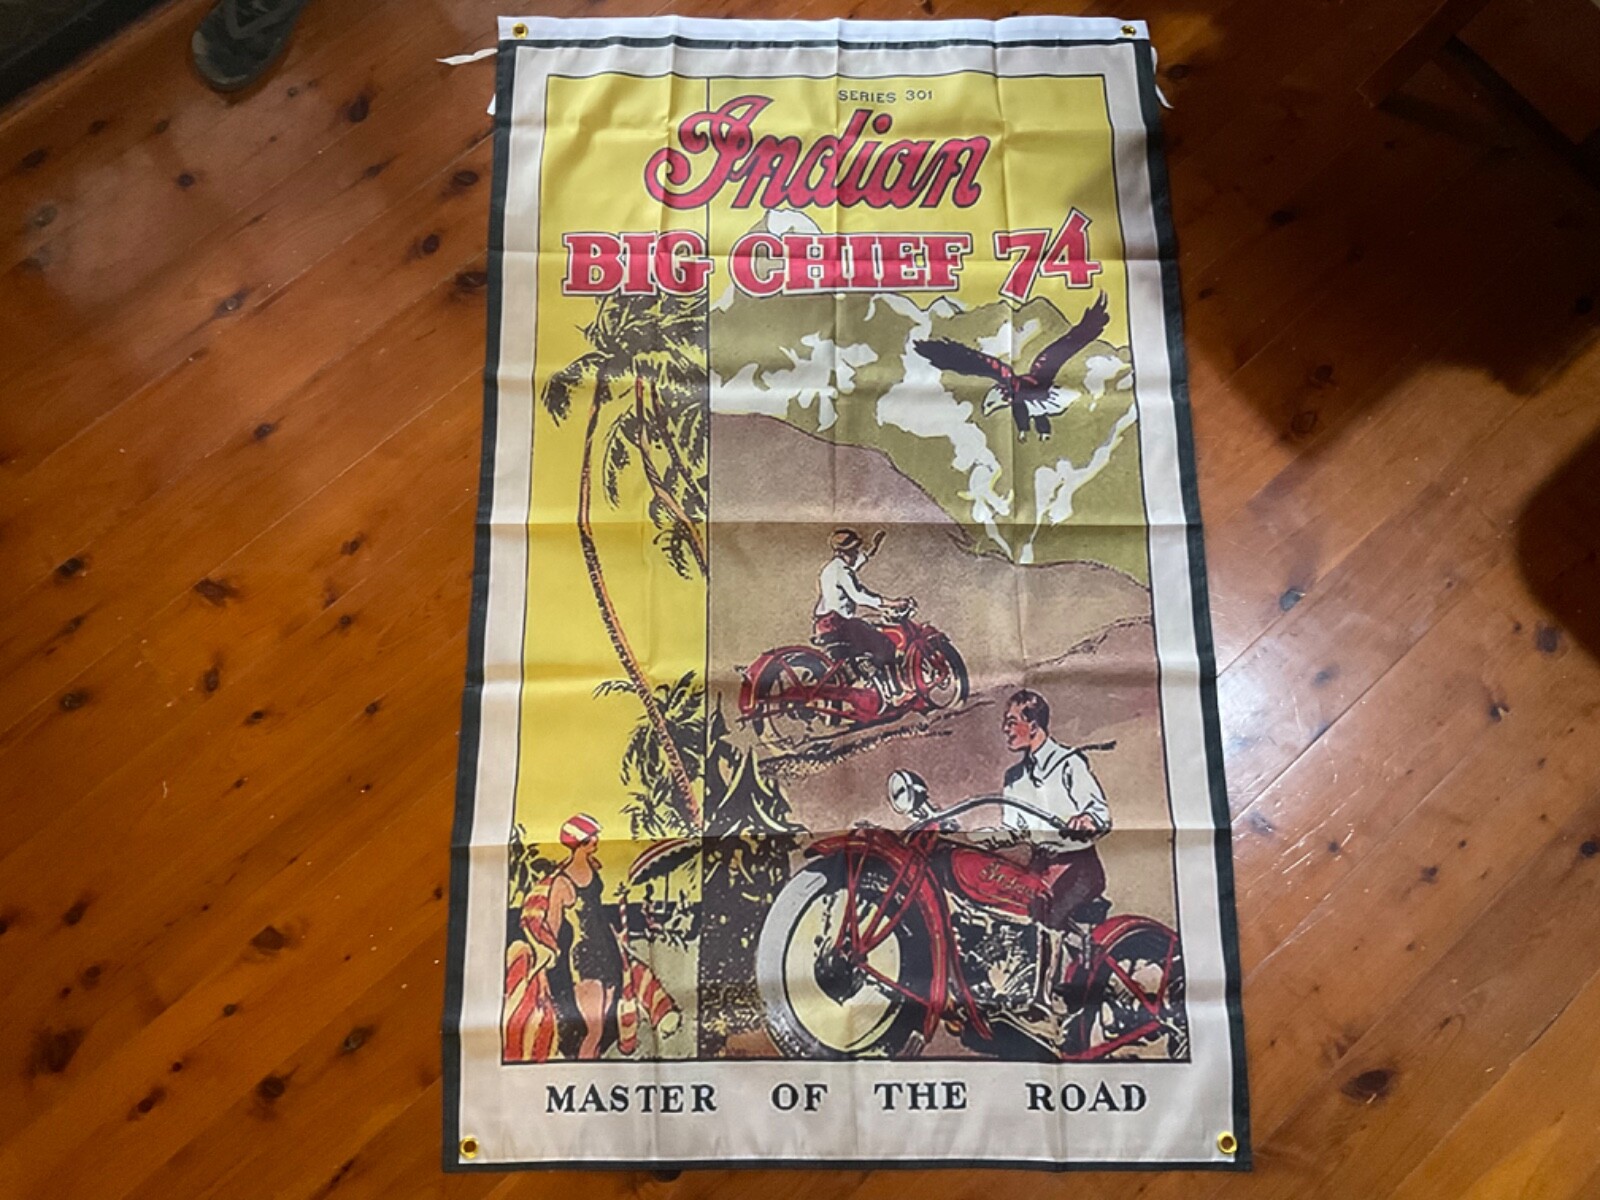 SERIES 301
Indian
BIG CHIEF 74
Indian
MASTER OF THE ROAD